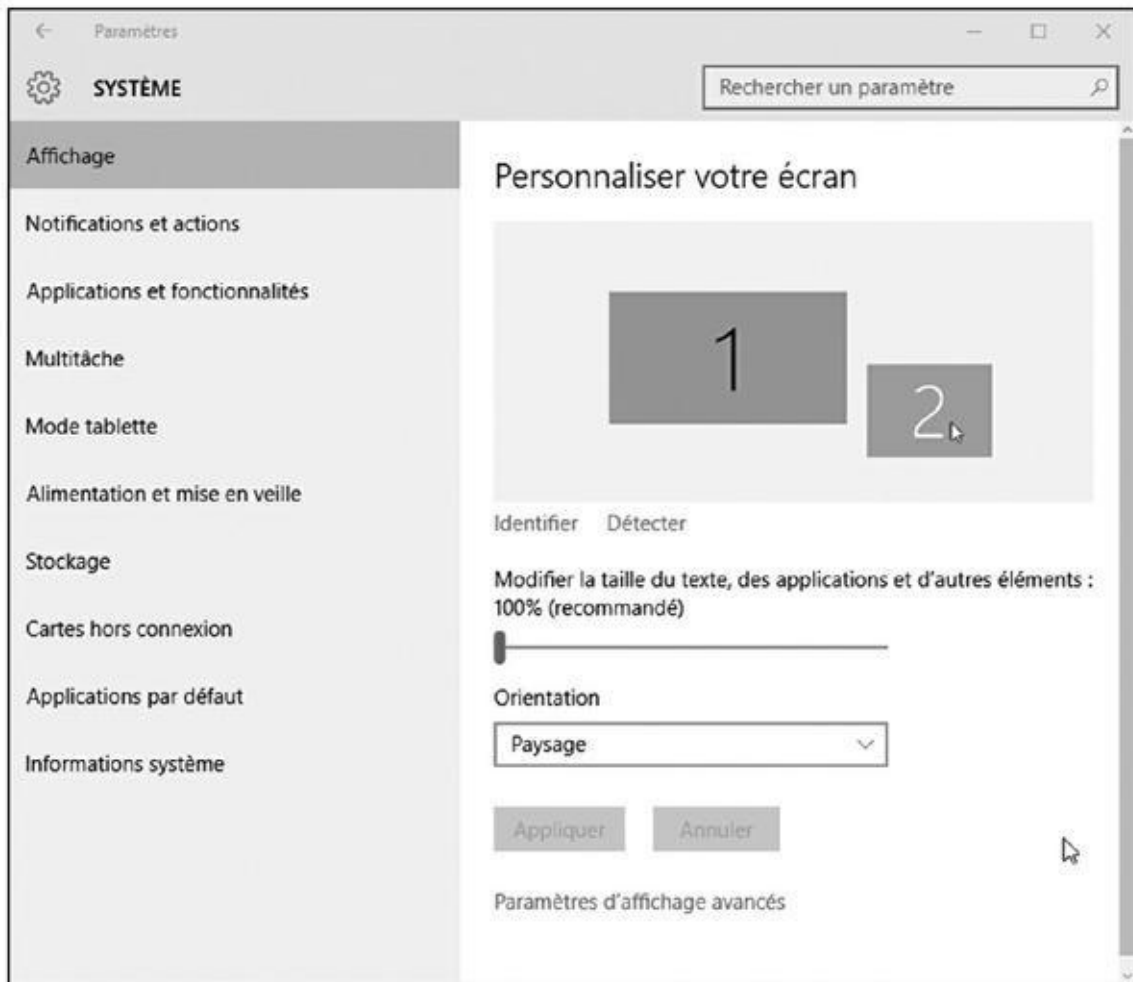 Paramètres
SYSTÈME
Rechercher un paramètre
Affichage
Notifications et actions
Applications et fonctionnalités
Multitâche
Mode tablette
Alimentation et mise en veille
Stockage
Cartes hors connexion
Applications par défaut
Informations système
Personnaliser votre écran
1
2
Identifier Détecter
Modifier la taille du texte, des applications et d'autres éléments :
100% (recommandé)
Orientation
Paysage
Appliquer Annuler
Paramètres d'affichage avancés